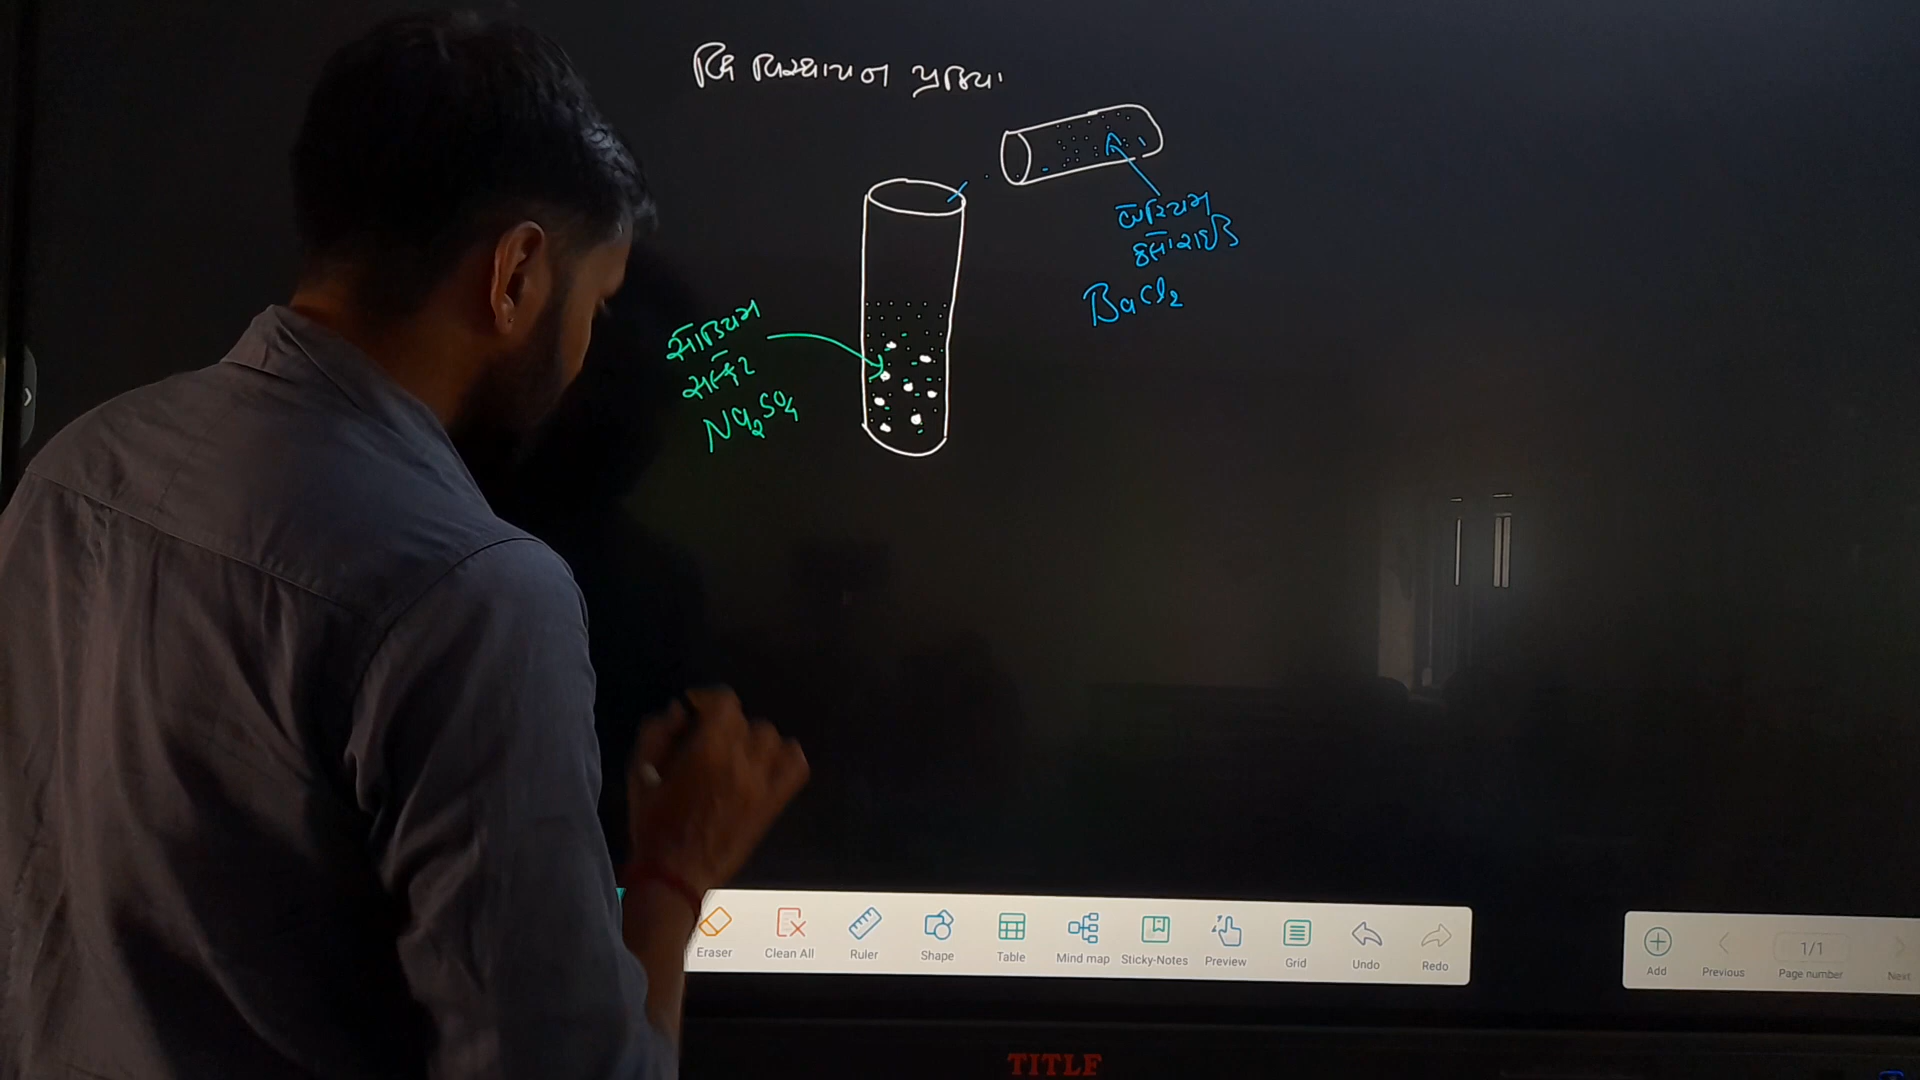 દ્વિ વિસ્થાપન પ્રક્રિયા
બેરિયમ
ક્લોરાઈડ
BaCl2
સોડિયમ
સલ્ફેટ
Na2SO4
Eraser
Clean All
Ruler
Shape
Table
Mind map
Sticky-Notes
Preview
Grid
Undo
Redo
Add
Previous
1/1
Page number
Next
TITLE